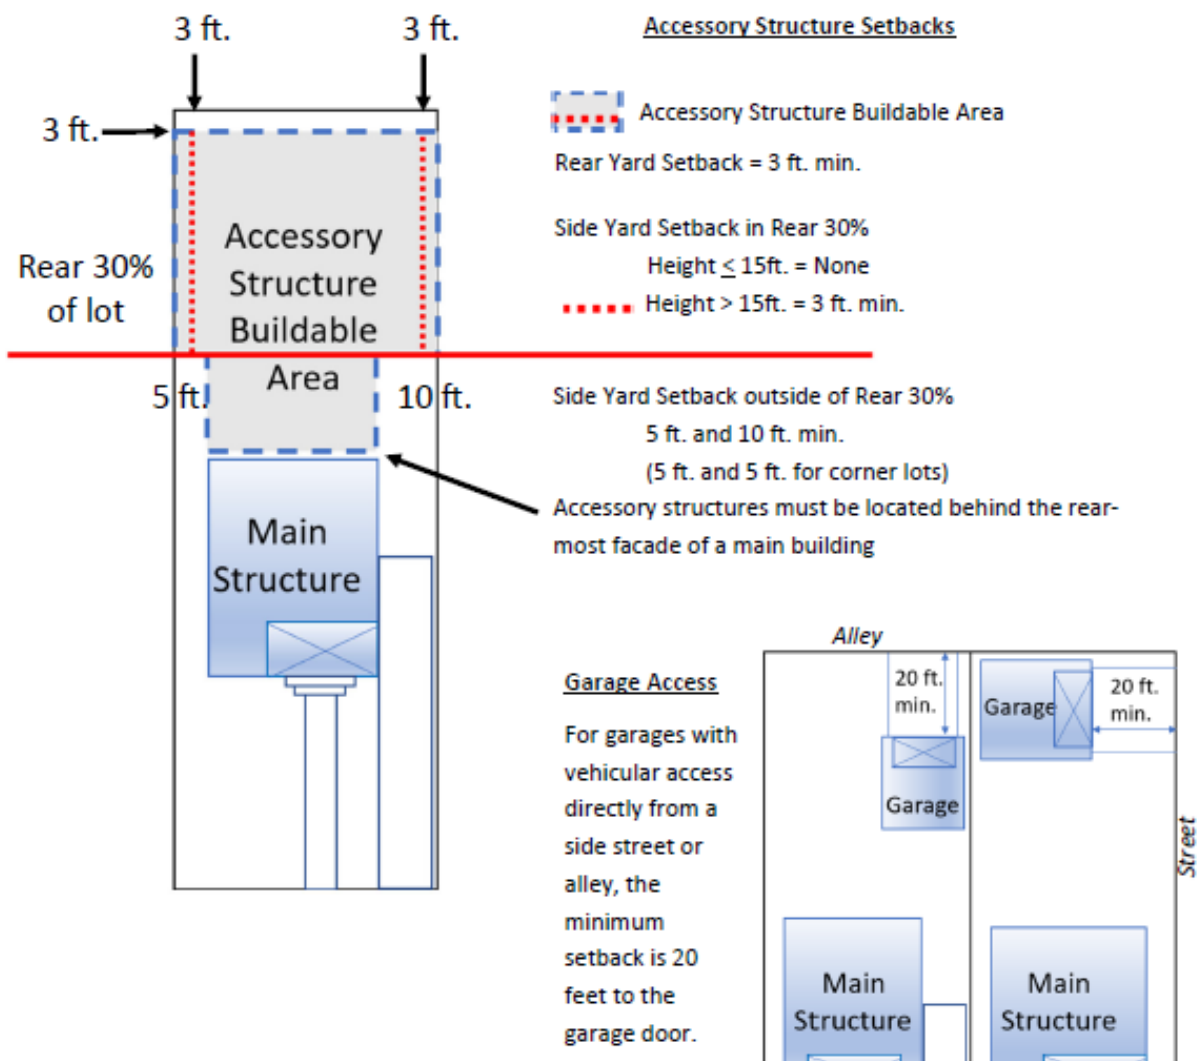 3 ft.
3 ft.
3 ft.
Accessory
Structure
Buildable
Area
Rear 30%
of lot
5 ft.
10 ft.
Main
Structure
Accessory Structure Setbacks
Accessory Structure Buildable Area
Rear Yard Setback = 3 ft. min.
Side Yard Setback in Rear 30%
Height ≤ 15ft. = None
Height > 15ft. = 3 ft. min.
Side Yard Setback outside of Rear 30%
5 ft. and 10 ft. min.
(5 ft. and 5 ft. for corner lots)
Accessory structures must be located behind the rear-
most facade of a main building
Garage Access
For garages with
vehicular access
directly from a
side street or
alley, the
minimum
setback is 20
feet to the
garage door.
Alley
20 ft.
min.
Garage
Garage
20 ft.
min.
Street
Main
Structure
Main
Structure